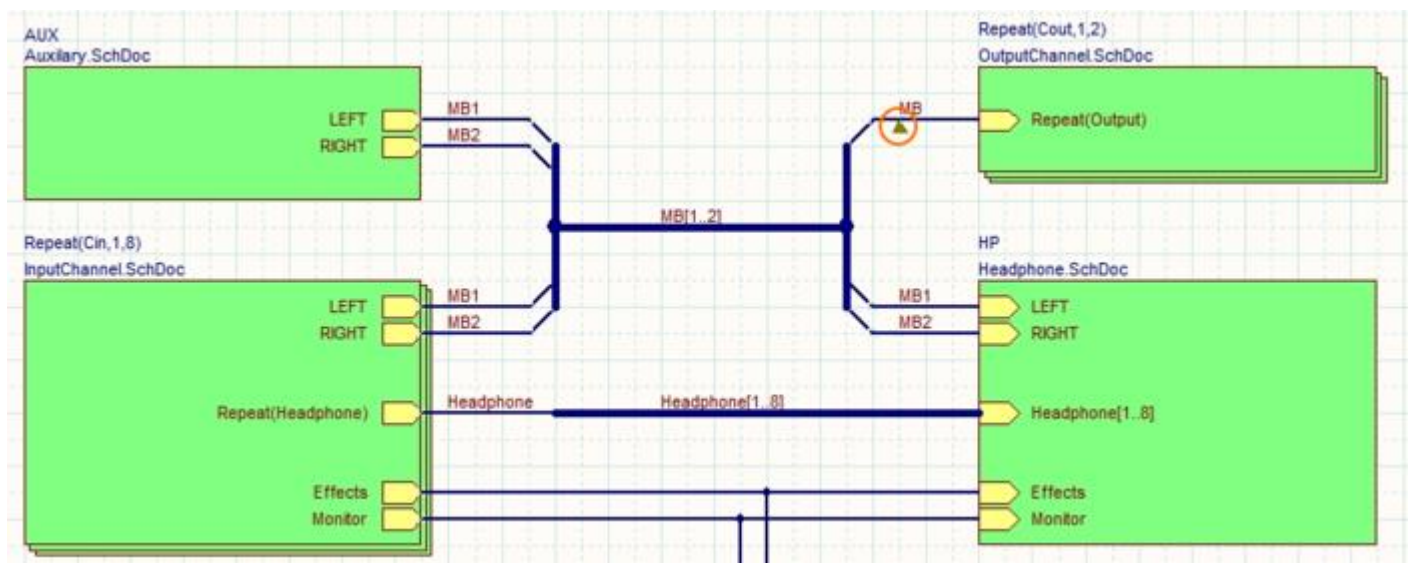 AUX
Auxilary.SchDoc
LEFT
RIGHT
MB1
MB2
Repeat(Cout,1,2)
OutputChannel.SchDoc
MB
Repeat(Output)
MB[1..2]
Repeat(Cin,1,8)
InputChannel.SchDoc
LEFT
RIGHT
MB1
MB2
Repeat(Headphone)
Headphone
Headphone[1..8]
Effects
Monitor
HP
Headphone.SchDoc
MB1
MB2
LEFT
RIGHT
Headphone[1..8]
Effects
Monitor